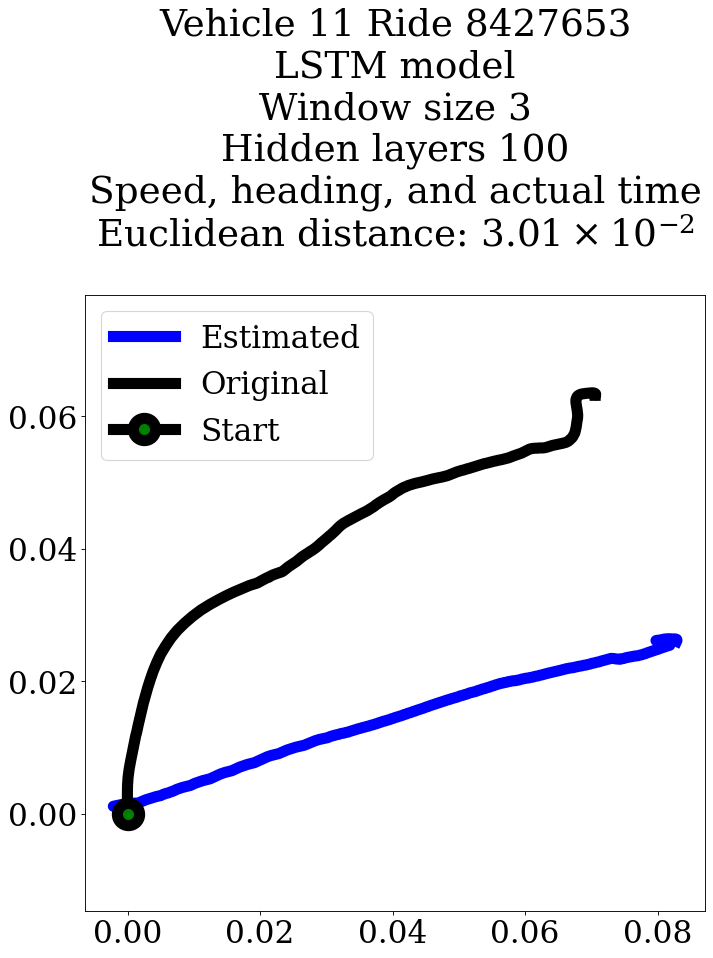 Vehicle 11 Ride 8427653
LSTM model
Window size 3
Hidden layers 100
Speed, heading, and actual time
Euclidean distance: 3.01 × 10⁻²
Estimated
Original
Start
0.06
0.04
0.02
0.00
0.00 0.02 0.04 0.06 0.08